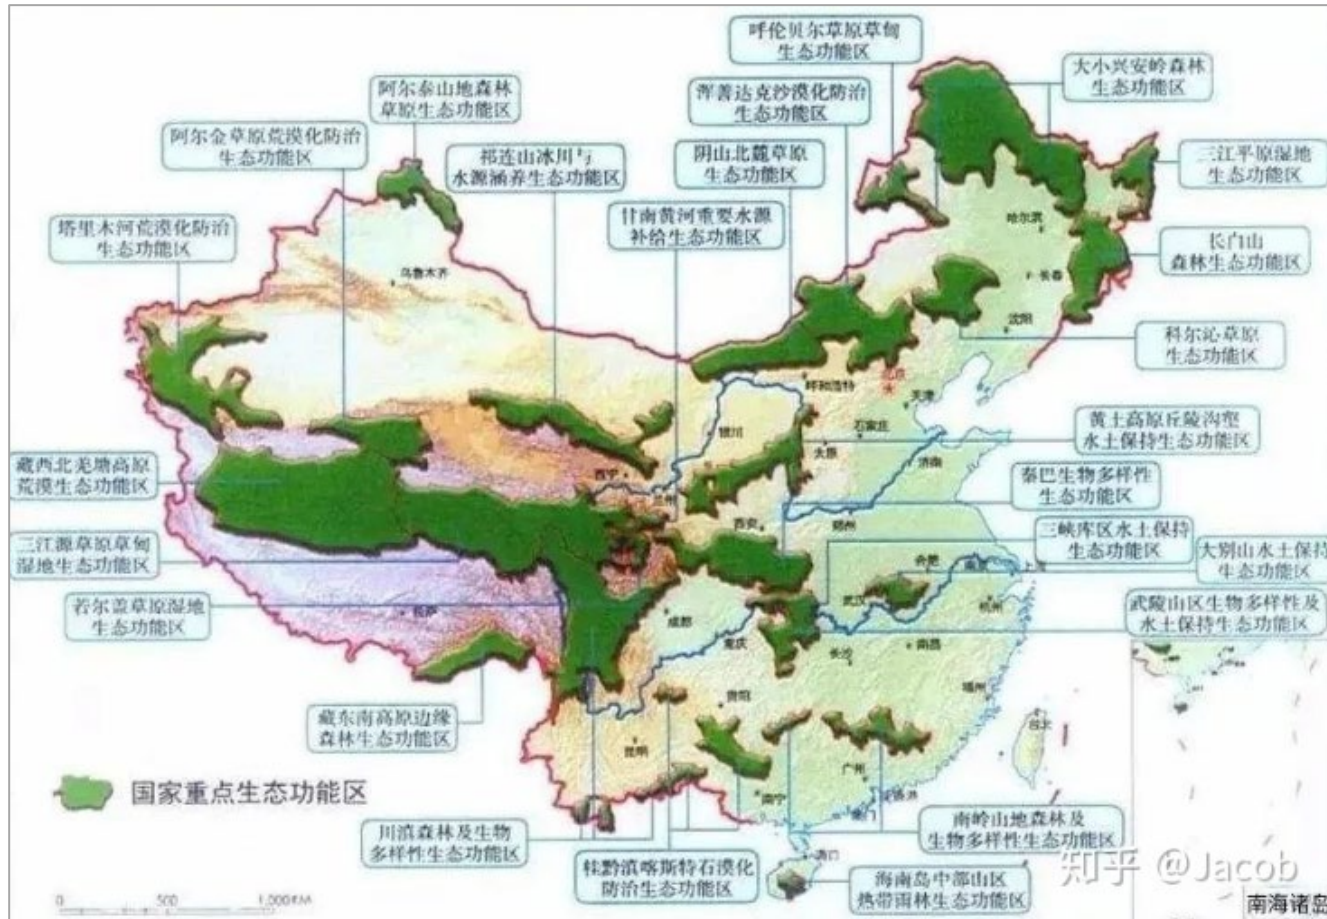 呼伦贝尔草原草甸
生态功能区
大小兴安岭森林
生态功能区
阿尔泰山地森林
草原生态功能区
浑善达克沙漠化防治
生态功能区
阿尔金草原荒漠化防治
生态功能区
祁连山冰川与
水源涵养生态功能区
阴山北麓草原
生态功能区
三江平原湿地
生态功能区
塔里木河荒漠化防治
生态功能区
甘南黄河重要水源
补给生态功能区
哈尔滨
长白山
森林生态功能区
乌鲁木齐
长春
沈阳
科尔沁草原
生态功能区
呼和浩特
北京
天津
银川
石家庄
太原
济南
黄土高原丘陵沟壑
水土保持生态功能区
藏西北羌塘高原
荒漠生态功能区
西宁
兰州
西安
郑州
秦巴生物多样性
生态功能区
三江源草原草甸
湿地生态功能区
三峡库区水土保持
生态功能区
大别山水土保持
生态功能区
合肥
南京
上海
若尔盖草原湿地
生态功能区
拉萨
成都
武汉
杭州
武陵山区生物多样性及
水土保持生态功能区
重庆
长沙
南昌
藏东南高原边缘
森林生态功能区
贵阳
福州
台北
昆明
国家重点生态功能区
广州
南宁
香港
澳门
川滇森林及生物
多样性生态功能区
桂黔滇喀斯特石漠化
防治生态功能区
南岭山地森林及
生物多样性生态功能区
海口
海南岛中部山区
热带雨林生态功能区
知乎 @Jacob
0 500 1,000KM
南海诸岛